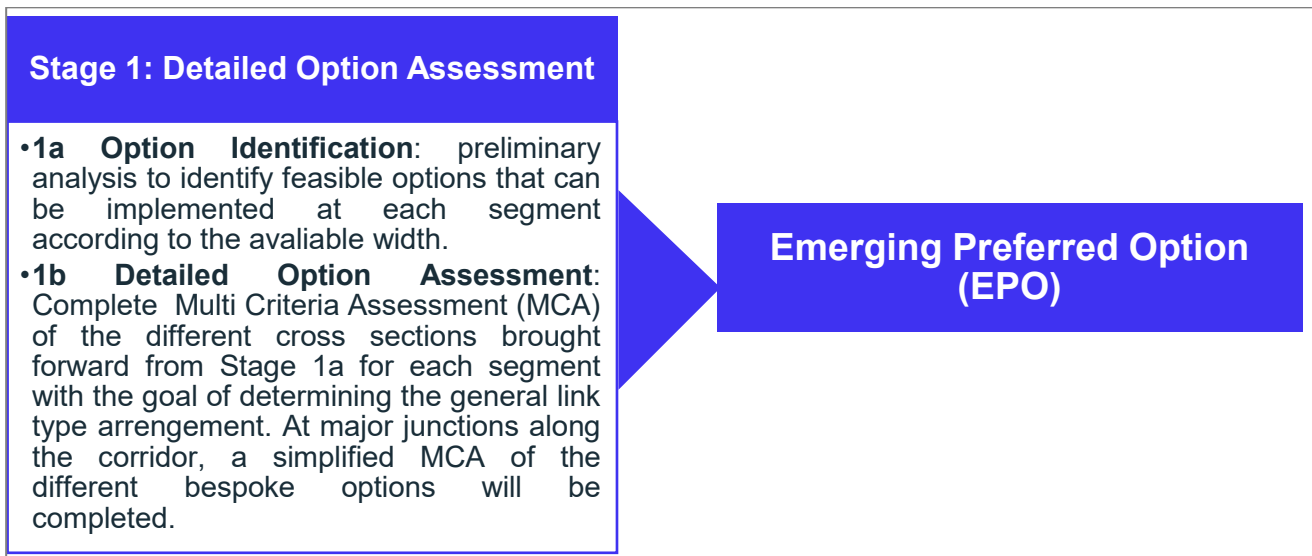 Stage 1: Detailed Option Assessment
•1a Option Identification: preliminary
analysis to identify feasible options that can
be implemented at each segment
according to the avaliable width.
•1b Detailed Option Assessment:
Complete Multi Criteria Assessment (MCA)
of the different cross sections brought
forward from Stage 1a for each segment
with the goal of determining the general link
type arrengement. At major junctions along
the corridor, a simplified MCA of the
different bespoke options will be
completed.
Emerging Preferred Option
(EPO)